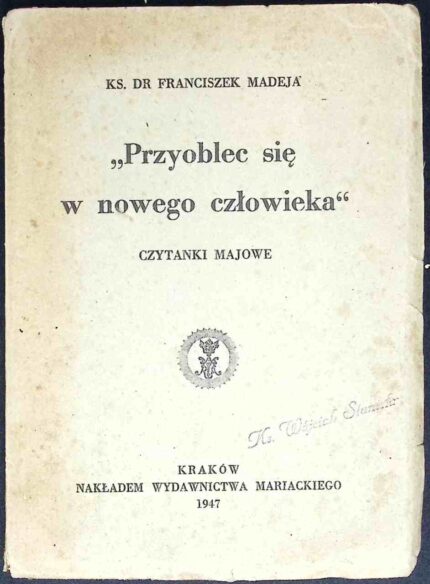 KS. DR FRANCISZEK MADEJA
„Przyoblec się
w nowego człowieka“
CZYTANKI MAJOWE
Ks. Wojciech
KRAKÓW
NAKŁADEM WYDAWNICTWA MARIACKIEGO
1947